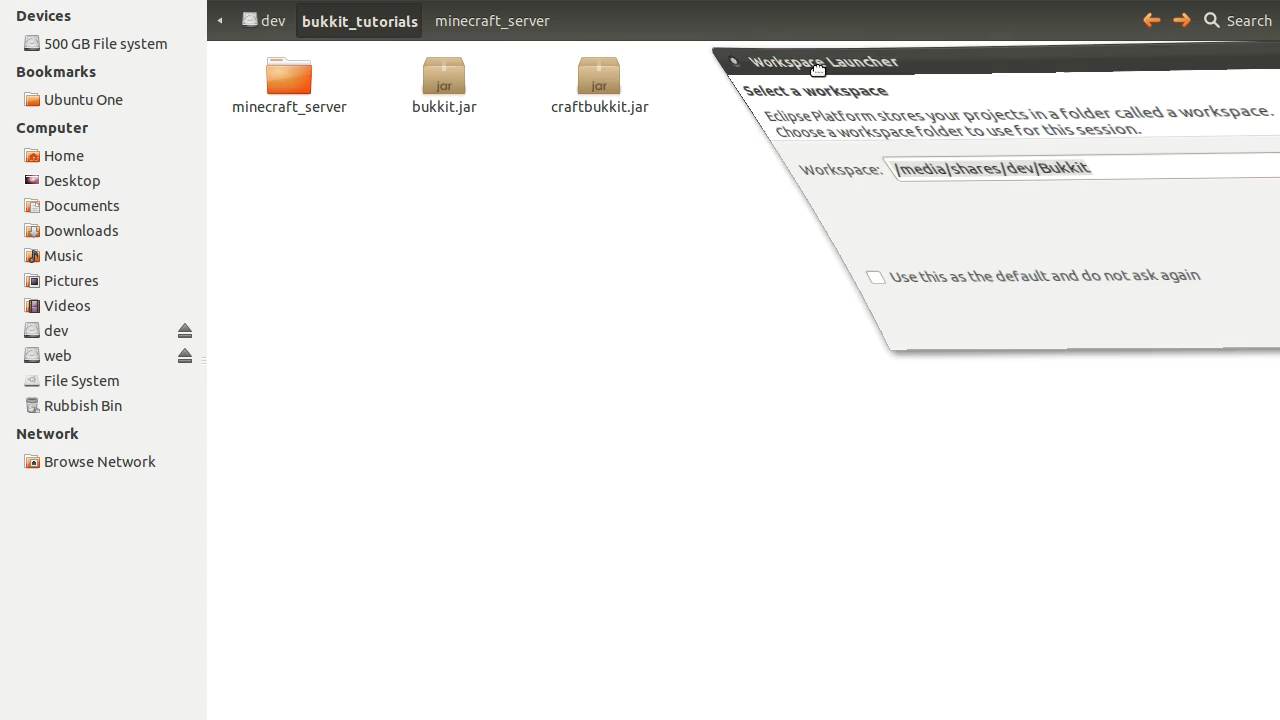 Devices
500 GB File system
Bookmarks
Ubuntu One
Computer
Home
Desktop
Documents
Downloads
Music
Pictures
Videos
dev
web
File System
Rubbish Bin
Network
Browse Network
dev
bukkit_tutorials
minecraft_server
Search
minecraft_server
jar
bukkit.jar
jar
craftbukkit.jar
Workspace Launcher
Select a workspace
Eclipse Platform stores your projects in a folder called a workspace.
Choose a workspace folder to use for this session.
Workspace: /media/shares/dev/Bukkit
Use this as the default and do not ask again